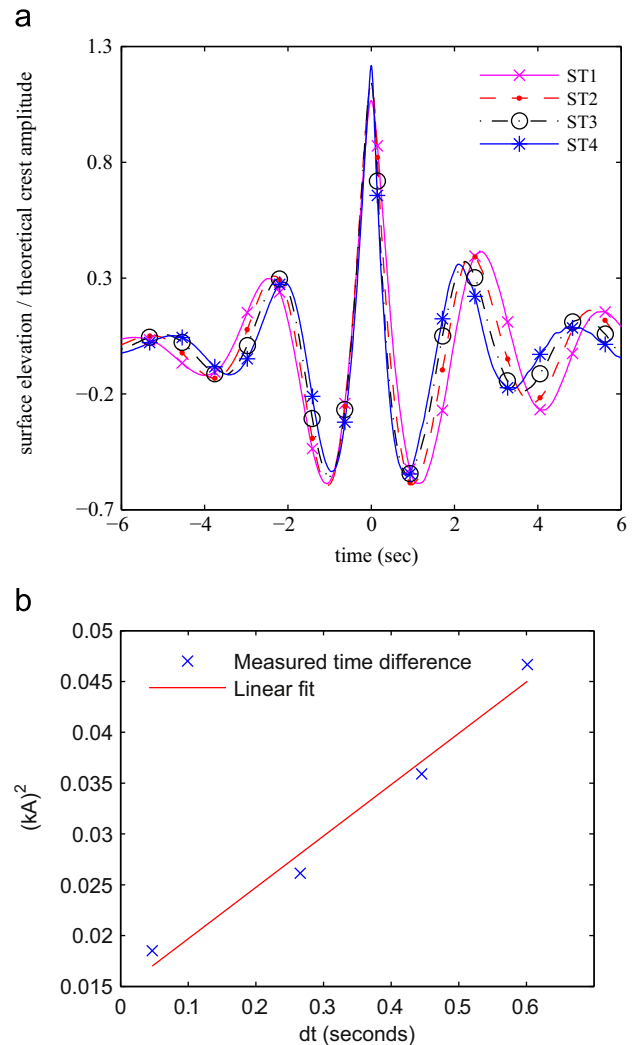 a
surface elevation / theoretical crest amplitude
1.3
0.8
0.3
−0.2
−0.7
ST1
ST2
ST3
ST4
−6 −4 −2 0 2 4 6
time (sec)
b
(kA)²
0.05
0.045
0.04
0.035
0.03
0.025
0.02
0.015
Measured time difference
Linear fit
0 0.1 0.2 0.3 0.4 0.5 0.6
dt (seconds)